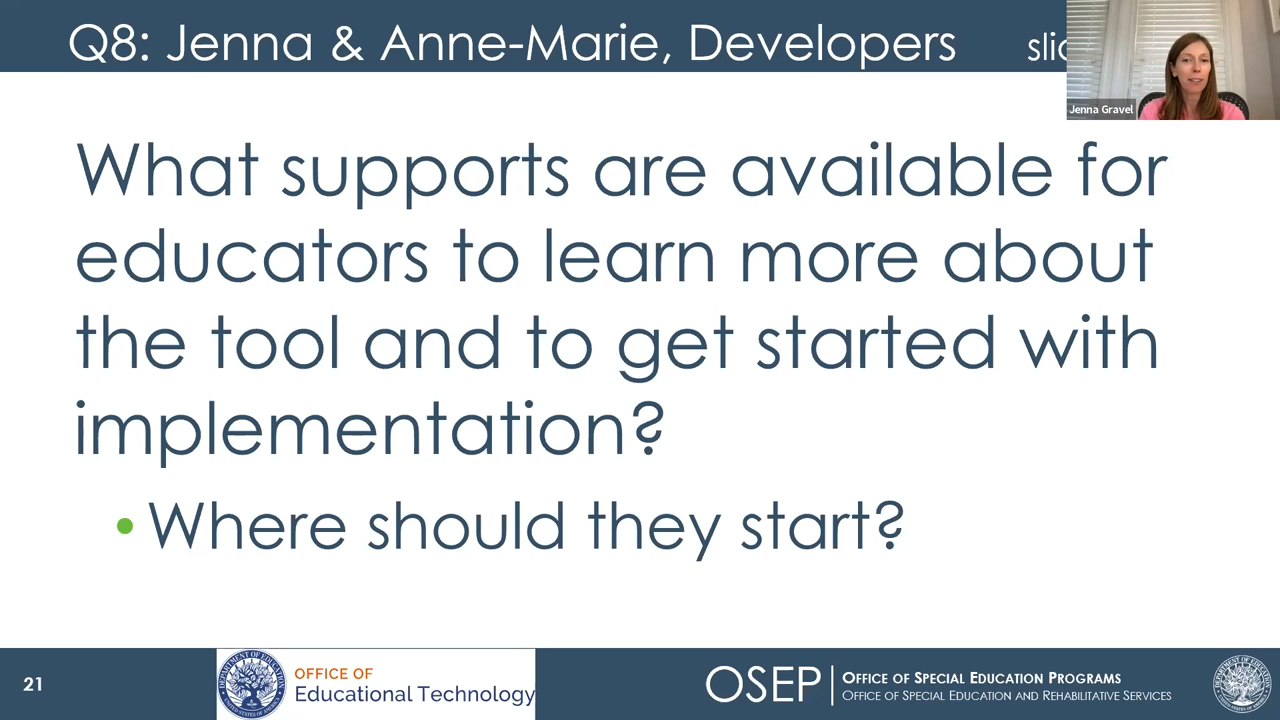 Q8: Jenna & Anne-Marie, Developers
Jenna Gravel
What supports are available for
educators to learn more about
the tool and to get started with
implementation?
• Where should they start?
21
OFFICE OF
Educational Technology
OSEP
OFFICE OF SPECIAL EDUCATION PROGRAMS
OFFICE OF SPECIAL EDUCATION AND REHABILITATIVE SERVICES